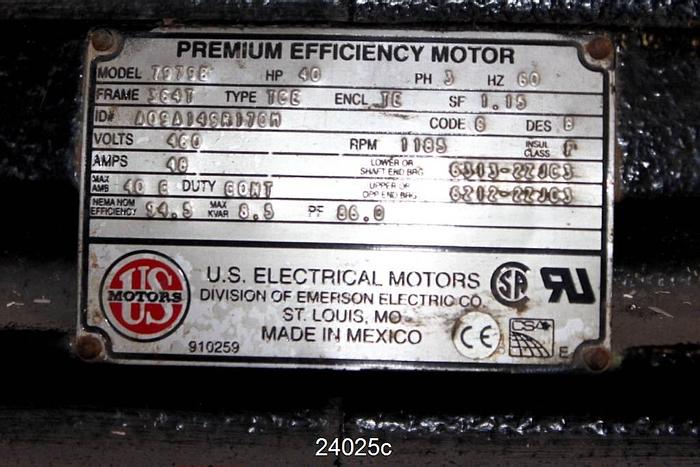 PREMIUM EFFICIENCY MOTOR
MODEL 7979B HP 40 PH 3 HZ 60
FRAME 364T TYPE TCE ENCL TE SF 1.15
ID# CODE G DES B
VOLTS 460 RPM 1185 INSUL CLASS F
AMPS 48 LOWER OR SHAFT END BRG 6313-2ZJC3
MAX AMB 40 C DUTY CONT UPPER OR OPP END BRG 6212-2ZJC3
NEMA NOM EFFICIENCY 94.5 MAX KVAR 8.5 PF 86.0
US
MOTORS
U.S. ELECTRICAL MOTORS
DIVISION OF EMERSON ELECTRIC CO.
ST. LOUIS, MO
MADE IN MEXICO
910259
SA
UR
CE
CSA
E
24025c